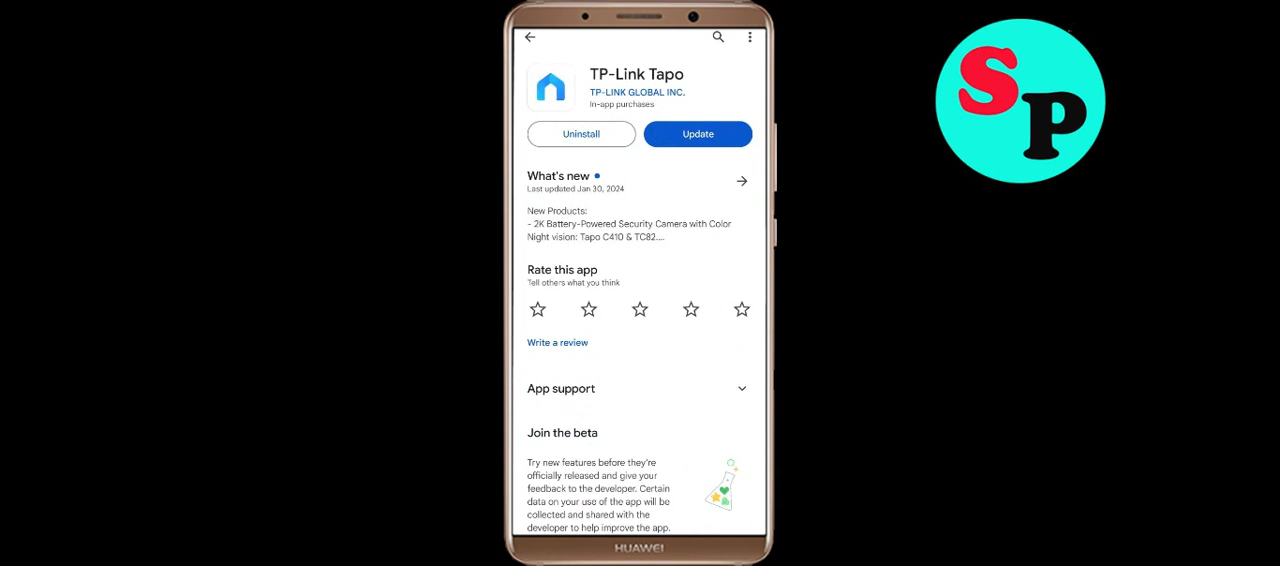 TP-Link Tapo
TP-LINK GLOBAL INC.
In-app purchases
Uninstall
Update
What's new
Last updated Jan 30, 2024
New Products:
- 2K Battery-Powered Security Camera with Color
Night vision: Tapo C410 & TC82....
Rate this app
Tell others what you think
Write a review
App support
Join the beta
Try new features before they're
officially released and give your
feedback to the developer. Certain
data on your use of the app will be
collected and shared with the
developer to help improve the app.
HUAWEI
SP